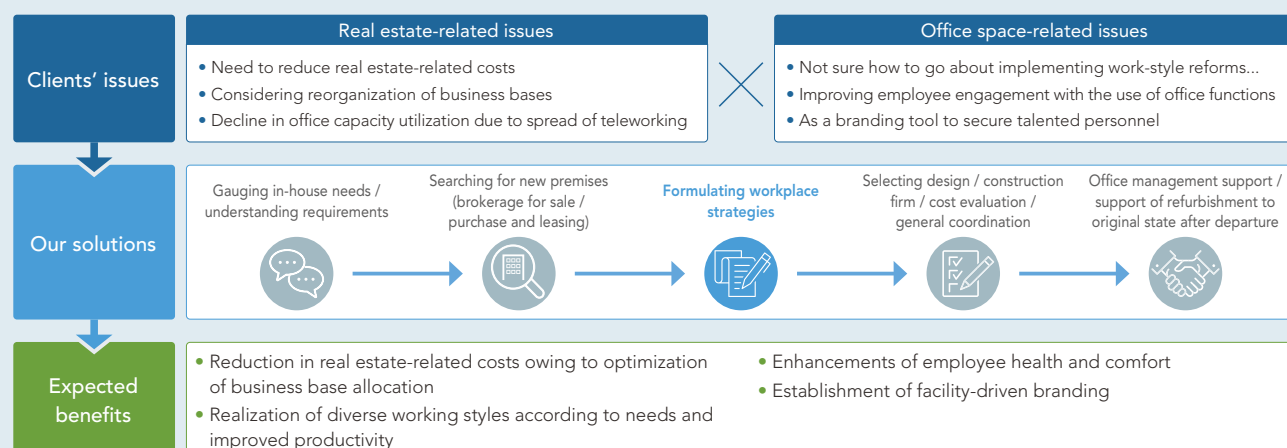 Clients' issues
Real estate-related issues
• Need to reduce real estate-related costs
• Considering reorganization of business bases
• Decline in office capacity utilization due to spread of teleworking
Office space-related issues
• Not sure how to go about implementing work-style reforms...
• Improving employee engagement with the use of office functions
• As a branding tool to secure talented personnel
Our solutions
Gauging in-house needs /
understanding requirements
Searching for new premises
(brokerage for sale /
purchase and leasing)
Formulating workplace
strategies
Selecting design / construction
firm / cost evaluation /
general coordination
Office management support /
support of refurbishment to
original state after departure
Expected
benefits
• Reduction in real estate-related costs owing to optimization
of business base allocation
• Realization of diverse working styles according to needs and
improved productivity
• Enhancements of employee health and comfort
• Establishment of facility-driven branding